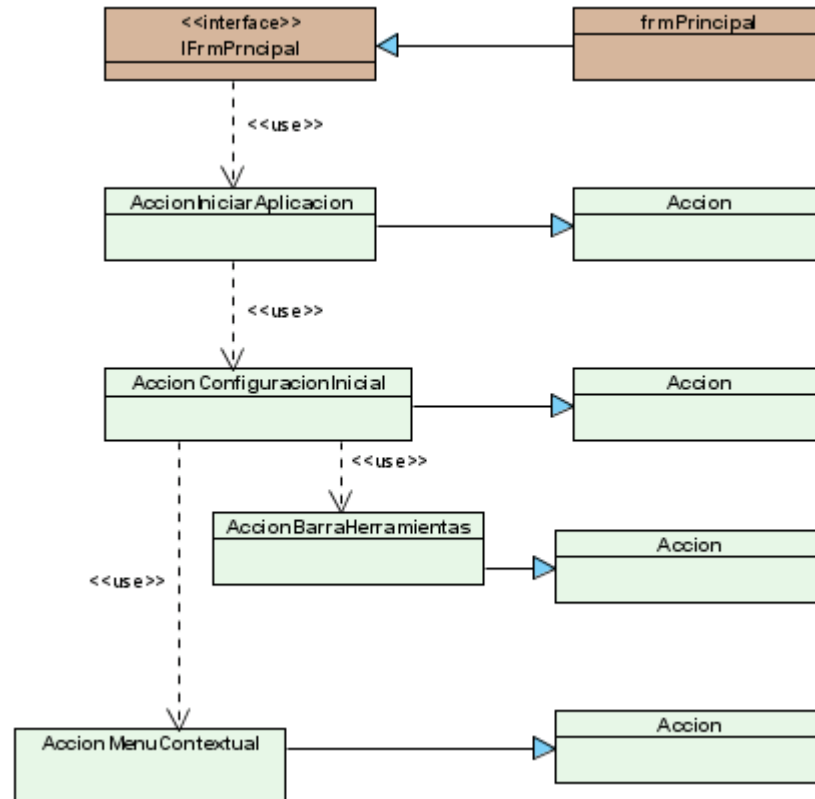 <<interface>>
IFrmPrncipal
frmPrincipal
<<use>>
AccionIniciarAplicacion
Accion
<<use>>
Accion ConfiguracionInicial
Accion
<<use>>
AccionBarraHerramientas
Accion
<<use>>
Accion MenuContextual
Accion